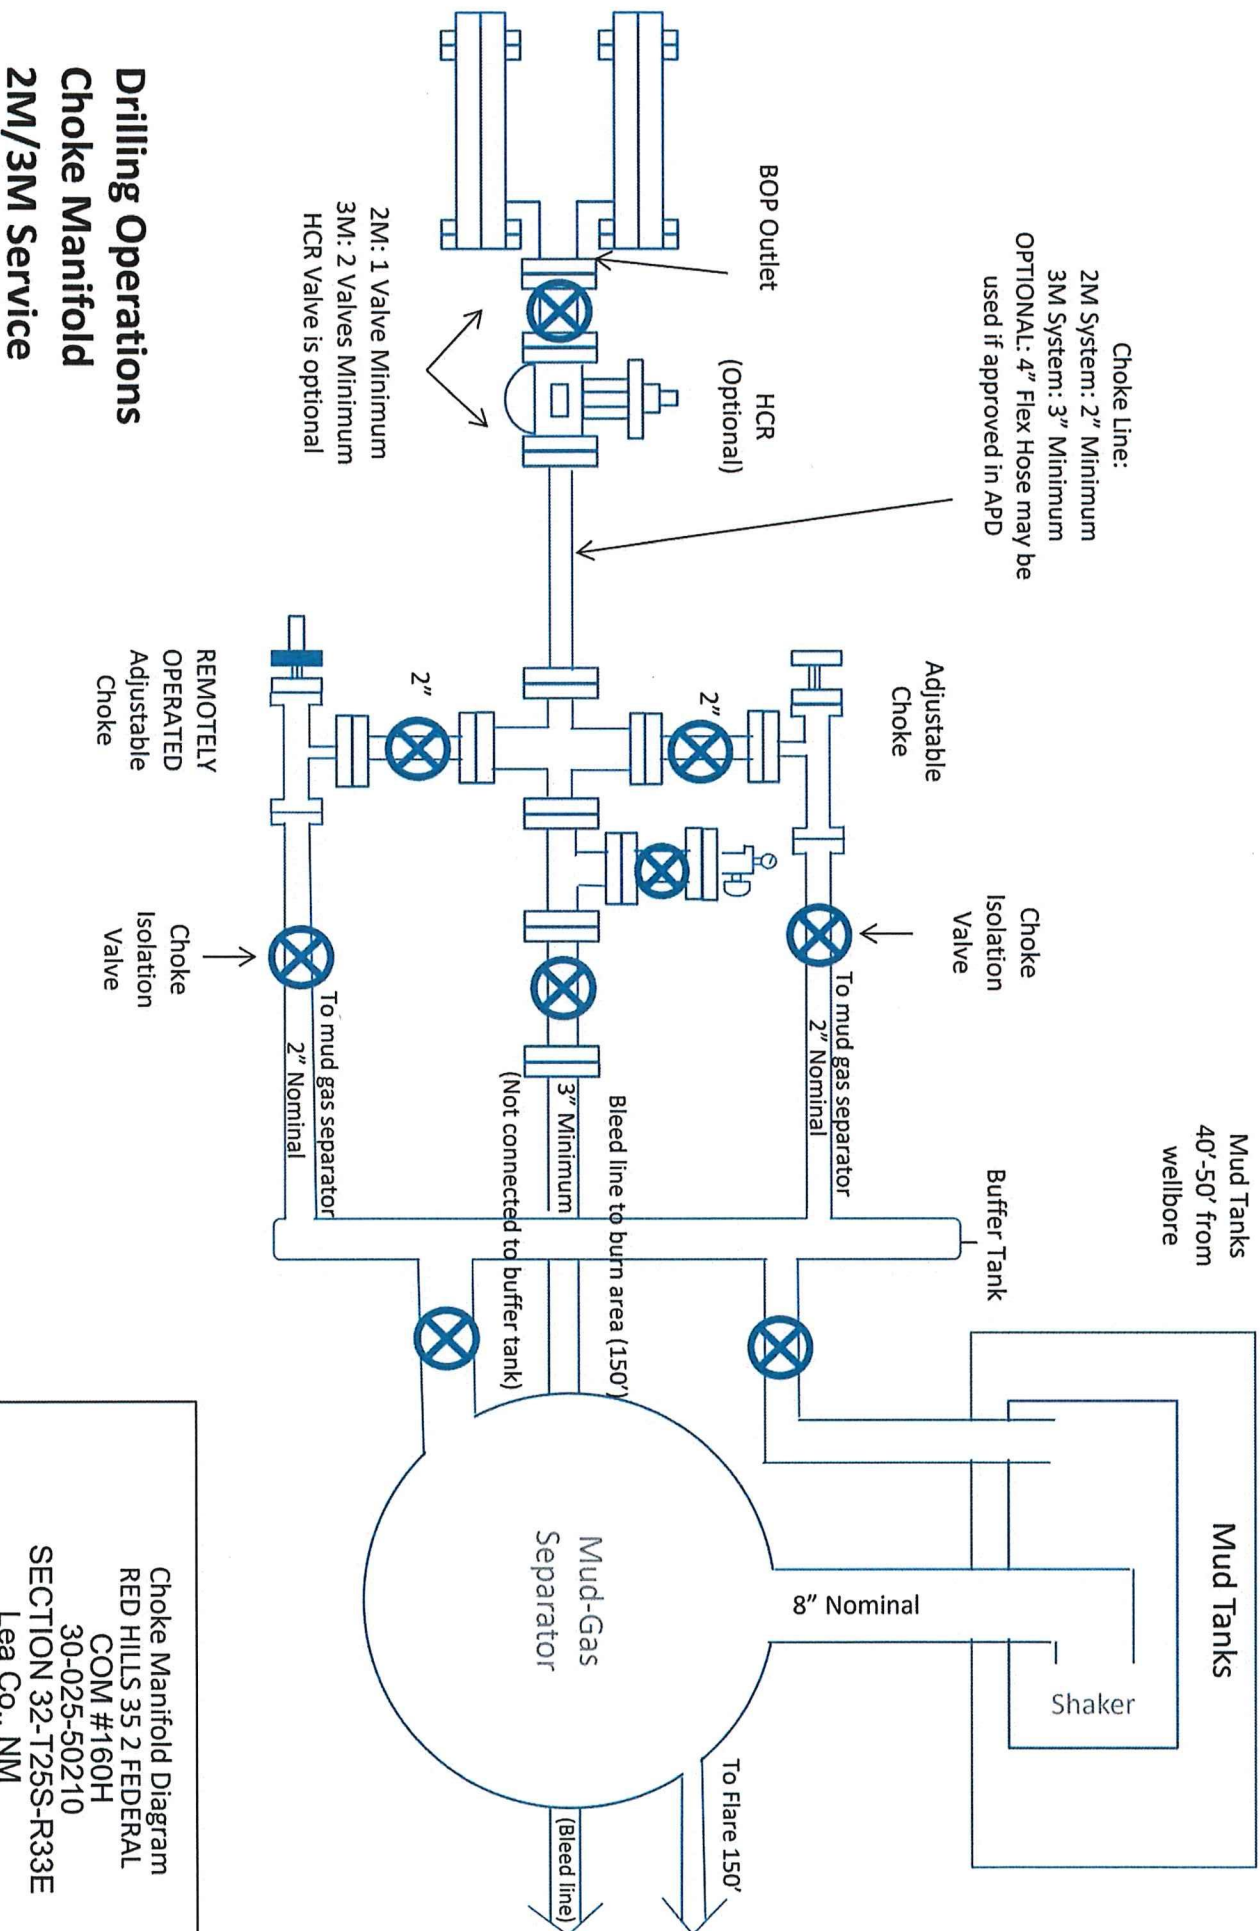 Mud Tanks
40'-50' from
wellbore
Mud Tanks
Shaker
Choke Line:
2M System: 2" Minimum
3M System: 3" Minimum
OPTIONAL: 4" Flex Hose may be
used if approved in APD
Adjustable
Choke
Choke
Isolation
Valve
Buffer Tank
BOP Outlet
HCR
(Optional)
2"
To mud gas separator
2" Nominal
8" Nominal
To Flare 150'
Bleed line to burn area (150')
3" Minimum
(Not connected to buffer tank)
Mud-Gas
Separator
(Bleed line)
2M: 1 Valve Minimum
3M: 2 Valves Minimum
HCR Valve is optional
2"
To mud gas separator
2" Nominal
REMOTELY
OPERATED
Adjustable
Choke
Choke
Isolation
Valve
Drilling Operations
Choke Manifold
2M/3M Service
Choke Manifold Diagram
RED HILLS 35 2 FEDERAL
COM #160H
30-025-50210
SECTION 32-T25S-R33E
Lea Co., NM